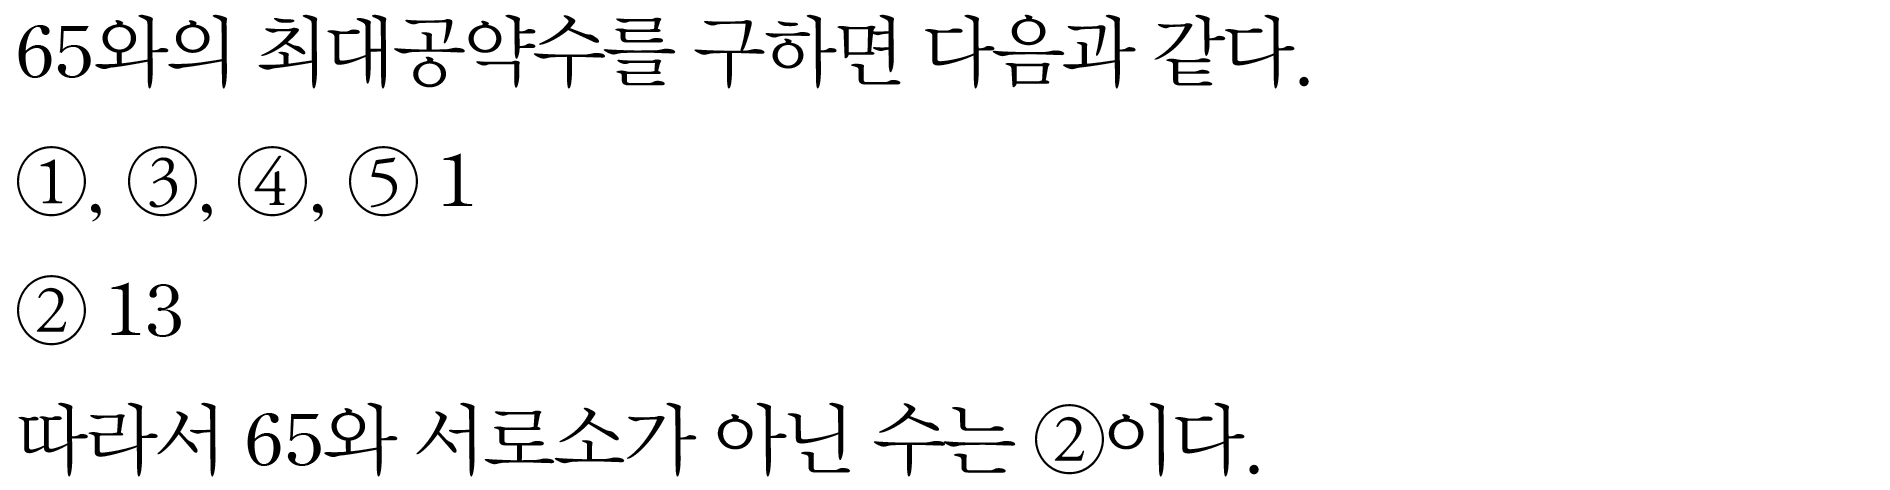 65와의 최대공약수를 구하면 다음과 같다.
①, ③, ④, ⑤ 1
② 13
따라서 65와 서로소가 아닌 수는 ②이다.